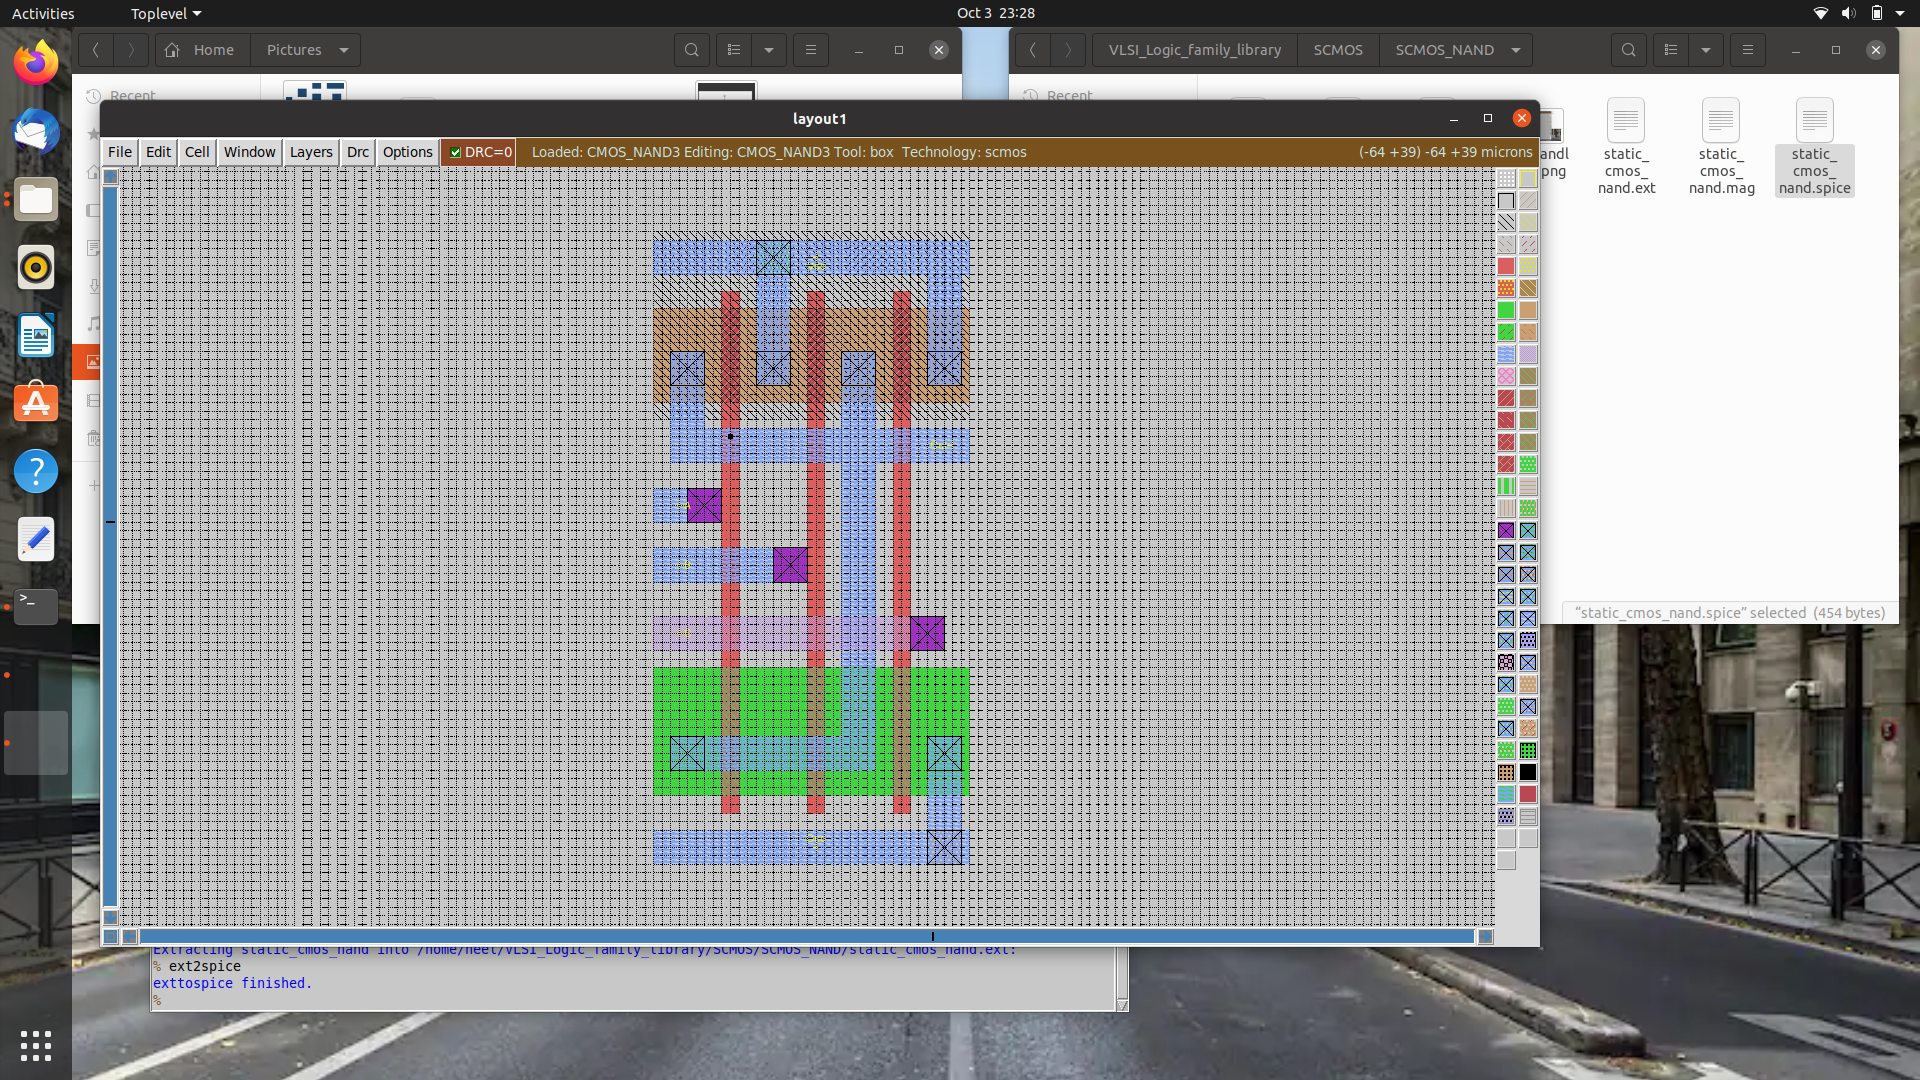 Activities
Toplevel
Oct 3 23:28
Home
Pictures
VLSI_Logic_family_library
SCMOS
SCMOS_NAND
Recent
Recent
layout1
File
Edit
Cell
Window
Layers
Drc
Options
DRC=0
Loaded: CMOS_NAND3 Editing: CMOS_NAND3 Tool: box Technology: scmos
(-64 +39) -64 +39 microns
static_
cmos_
nand.ext
static_
cmos_
nand.mag
static_
cmos_
nand.spice
"static_cmos_nand.spice" selected (454 bytes)
Extracting static_cmos_nand into /home/neet/VLSI_Logic_family_library/SCMOS/SCMOS_NAND/static_cmos_nand.ext:
% ext2spice
exttospice finished.
%